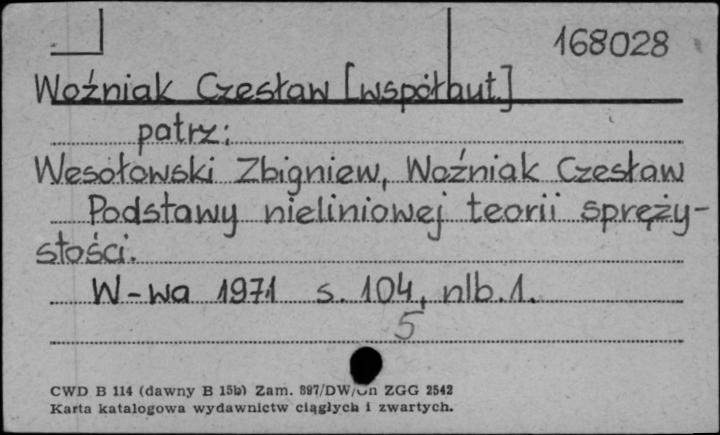 168028
Woźniak Czesław [współaut.]
patrz:
Wesołowski Zbigniew, Woźniak Czesław
Podstawy nieliniowej teorii spręży-
stości.
W-wa 1971 s. 104, nlb. 1.
5
CWD B 114 (dawny B 15b) Zam. 897/DW/Jn ZGG 2542
Karta katalogowa wydawnictw ciągłych i zwartych.